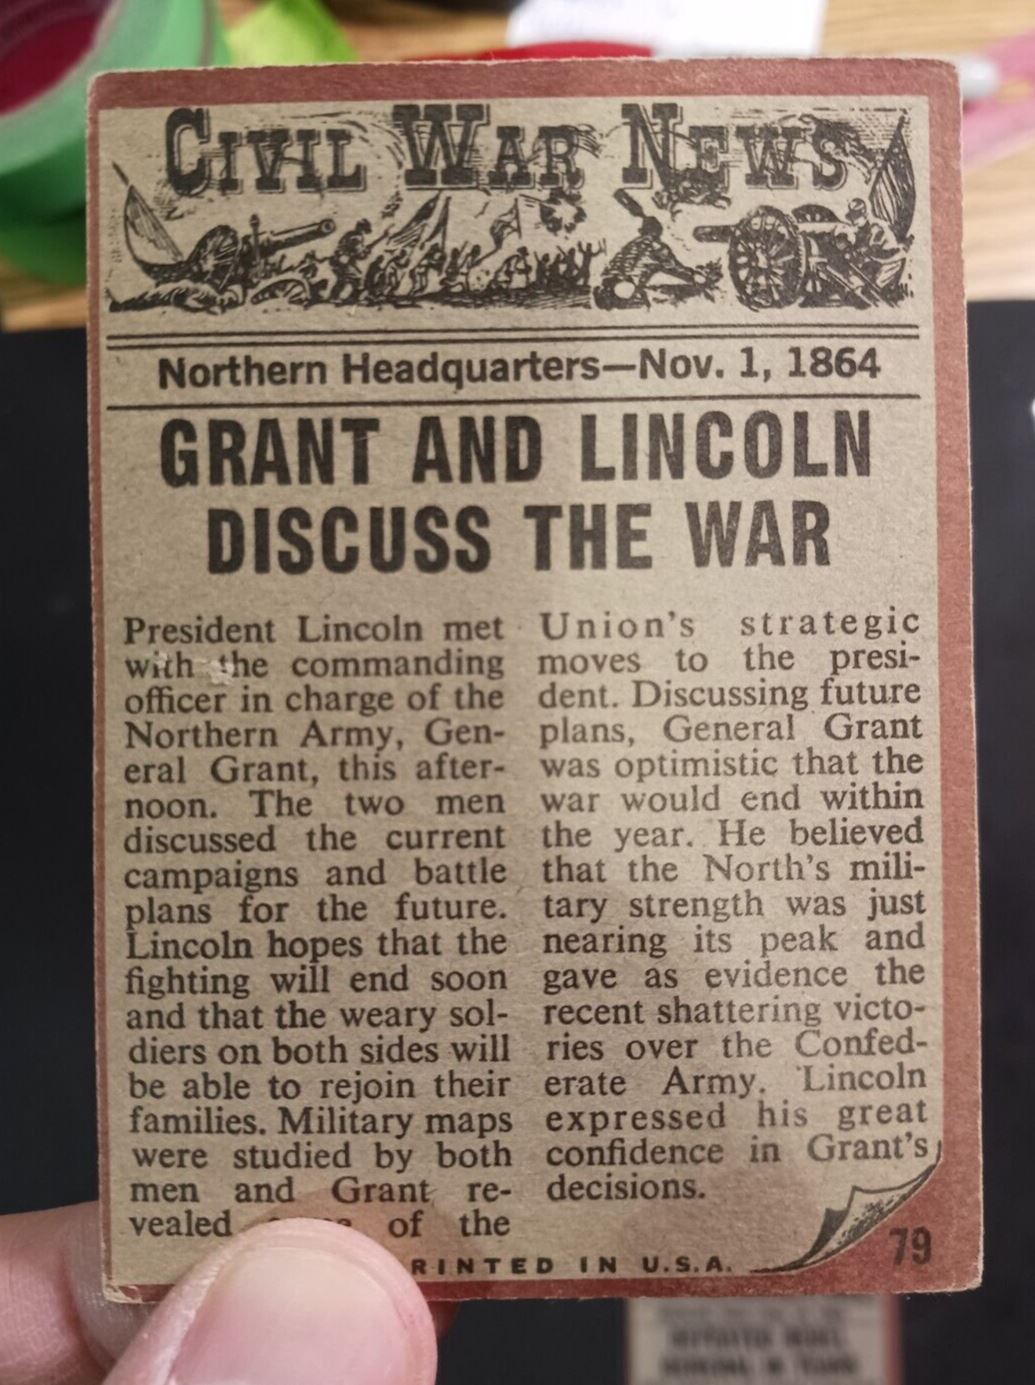 CIVIL WAR NEWS
Northern Headquarters—Nov. 1, 1864
GRANT AND LINCOLN
DISCUSS THE WAR
President Lincoln met
with the commanding
officer in charge of the
Northern Army, Gen-
eral Grant, this after-
noon. The two men
discussed the current
campaigns and battle
plans for the future.
Lincoln hopes that the
fighting will end soon
and that the weary sol-
diers on both sides will
be able to rejoin their
families. Military maps
were studied by both
men and Grant re-
vealed of the
Union's strategic
moves to the presi-
dent. Discussing future
plans, General Grant
was optimistic that the
war would end within
the year. He believed
that the North's mili-
tary strength was just
nearing its peak and
gave as evidence the
recent shattering victo-
ries over the Confed-
erate Army. Lincoln
expressed his great
confidence in Grant's
decisions.
RINTED IN U.S.A.
79